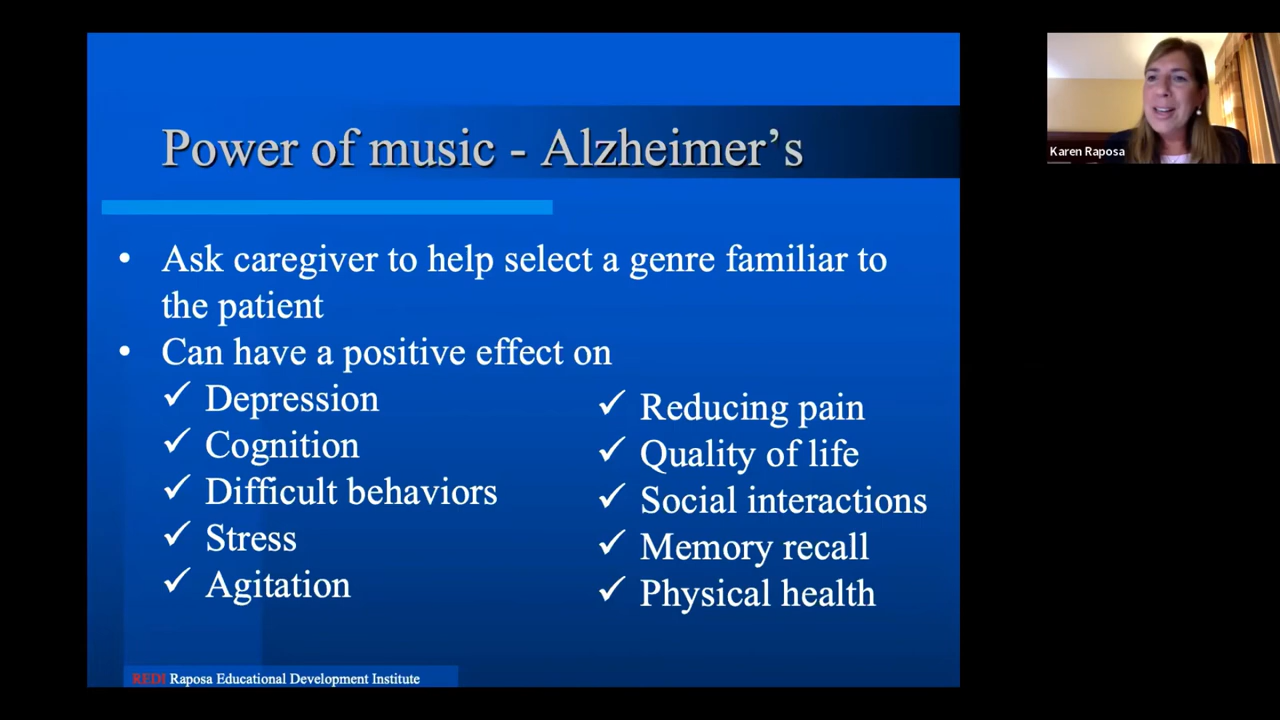 Power of music - Alzheimer's
• Ask caregiver to help select a genre familiar to
the patient
• Can have a positive effect on
✓ Depression
✓ Cognition
✓ Difficult behaviors
✓ Stress
✓ Agitation
✓ Reducing pain
✓ Quality of life
✓ Social interactions
✓ Memory recall
✓ Physical health
REDI Raposa Educational Development Institute
Karen Raposa